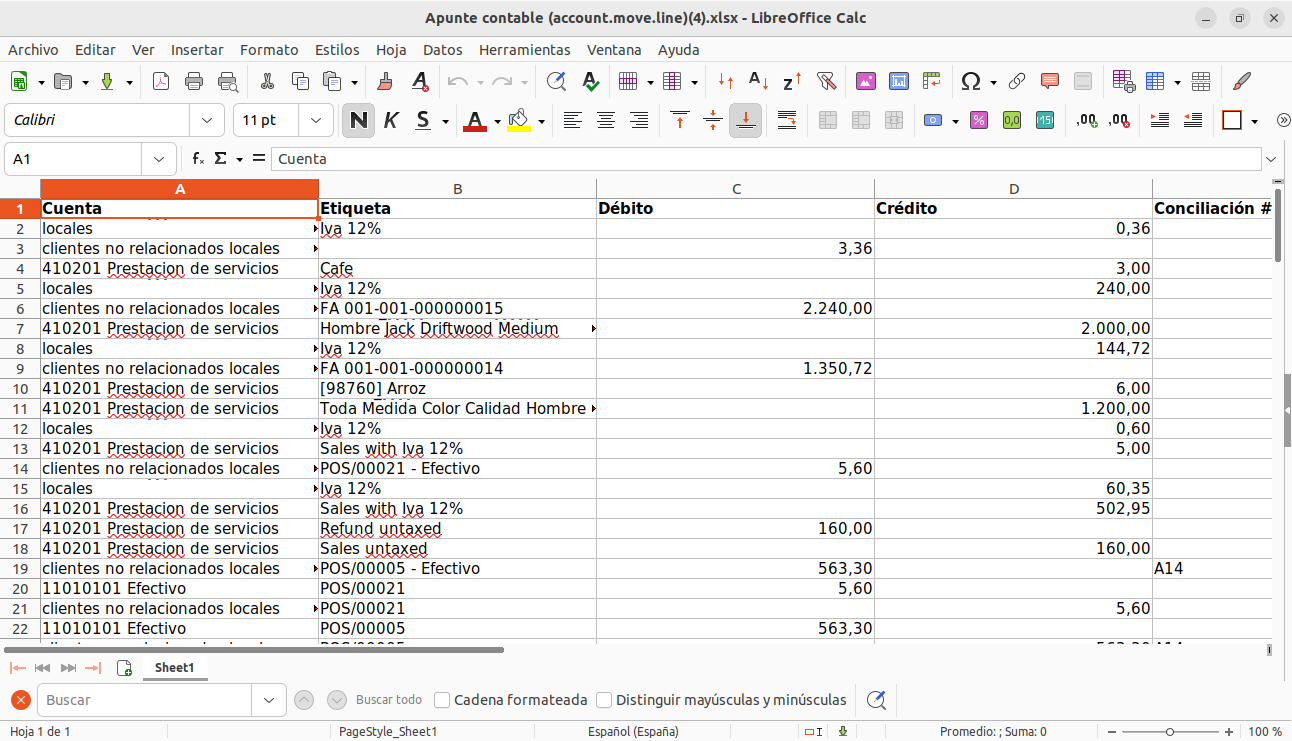 Apunte contable (account.move.line)(4).xlsx - LibreOffice Calc
Archivo Editar Ver Insertar Formato Estilos Hoja Datos Herramientas Ventana Ayuda
Calibri 11 pt N K S A
A1 Cuenta
A B C D
1 Cuenta Etiqueta Débito Crédito Conciliación #
2 locales Iva 12% 0,36
3 clientes no relacionados locales 3,36
4 410201 Prestacion de servicios Cafe 3,00
5 locales Iva 12% 240,00
6 clientes no relacionados locales FA 001-001-000000015 2.240,00
7 410201 Prestacion de servicios Hombre Jack Driftwood Medium 2.000,00
8 locales Iva 12% 144,72
9 clientes no relacionados locales FA 001-001-000000014 1.350,72
10 410201 Prestacion de servicios [98760] Arroz 6,00
11 410201 Prestacion de servicios Toda Medida Color Calidad Hombre 1.200,00
12 locales Iva 12% 0,60
13 410201 Prestacion de servicios Sales with Iva 12% 5,00
14 clientes no relacionados locales POS/00021 - Efectivo 5,60
15 locales Iva 12% 60,35
16 410201 Prestacion de servicios Sales with Iva 12% 502,95
17 410201 Prestacion de servicios Refund untaxed 160,00
18 410201 Prestacion de servicios Sales untaxed 160,00
19 clientes no relacionados locales POS/00005 - Efectivo 563,30 A14
20 11010101 Efectivo POS/00021 5,60
21 clientes no relacionados locales POS/00021 5,60
22 11010101 Efectivo POS/00005 563,30
Sheet1
Buscar Buscar todo Cadena formateada Distinguir mayúsculas y minúsculas
Hoja 1 de 1 PageStyle_Sheet1 Español (España) Promedio: ; Suma: 0 100 %